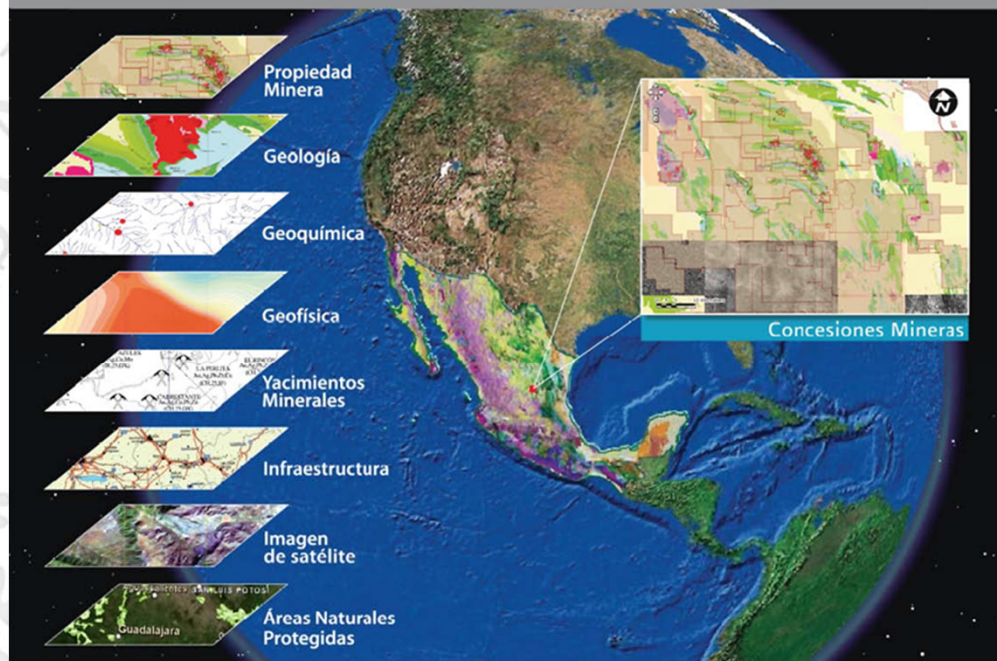 Propiedad
Minera
Geología
Geoquímica
Geofísica
LA PERLITA
Yacimientos
Minerales
Infraestructura
Imagen
de satélite
SAN LUIS POTOSÍ
Guadalajara
Áreas Naturales
Protegidas
N
Concesiones Mineras